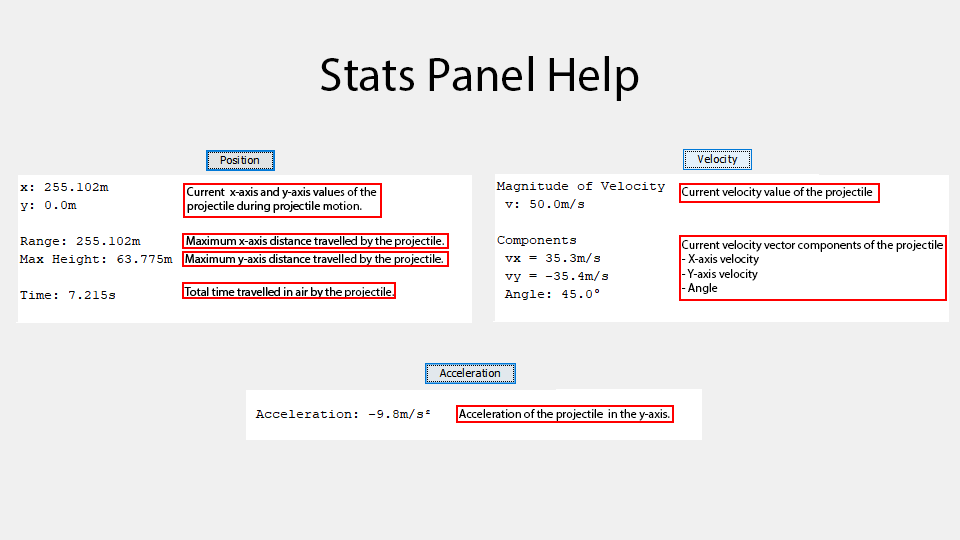 Stats Panel Help
Position
x: 255.102m
y: 0.0m
Current x-axis and y-axis values of the
projectile during projectile motion.
Range: 255.102m
Maximum x-axis distance travelled by the projectile.
Max Height: 63.775m
Maximum y-axis distance travelled by the projectile.
Time: 7.215s
Total time travelled in air by the projectile.
Velocity
Magnitude of Velocity
v: 50.0m/s
Current velocity value of the projectile
Components
vx = 35.3m/s
vy = -35.4m/s
Angle: 45.0°
Current velocity vector components of the projectile
- X-axis velocity
- Y-axis velocity
- Angle
Acceleration
Acceleration: -9.8m/s²
Acceleration of the projectile in the y-axis.